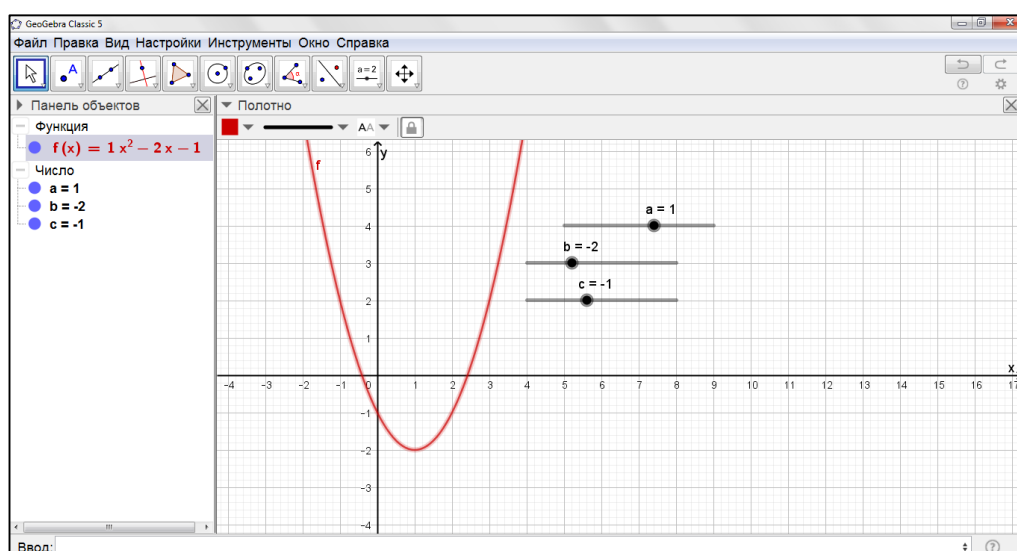 GeoGebra Classic 5
Файл Правка Вид Настройки Инструменты Окно Справка
A
α
a=2
Панель объектов
Полотно
AA
Функция
f(x) = 1 x² − 2 x − 1
Число
a = 1
b = -2
c = -1
f
y
6
5
4
3
2
1
a = 1
b = -2
c = -1
x
-4 -3 -2 -1 0 1 2 3 4 5 6 7 8 9 10 11 12 13 14 15 16 17
-1
-2
-3
-4
Ввод: